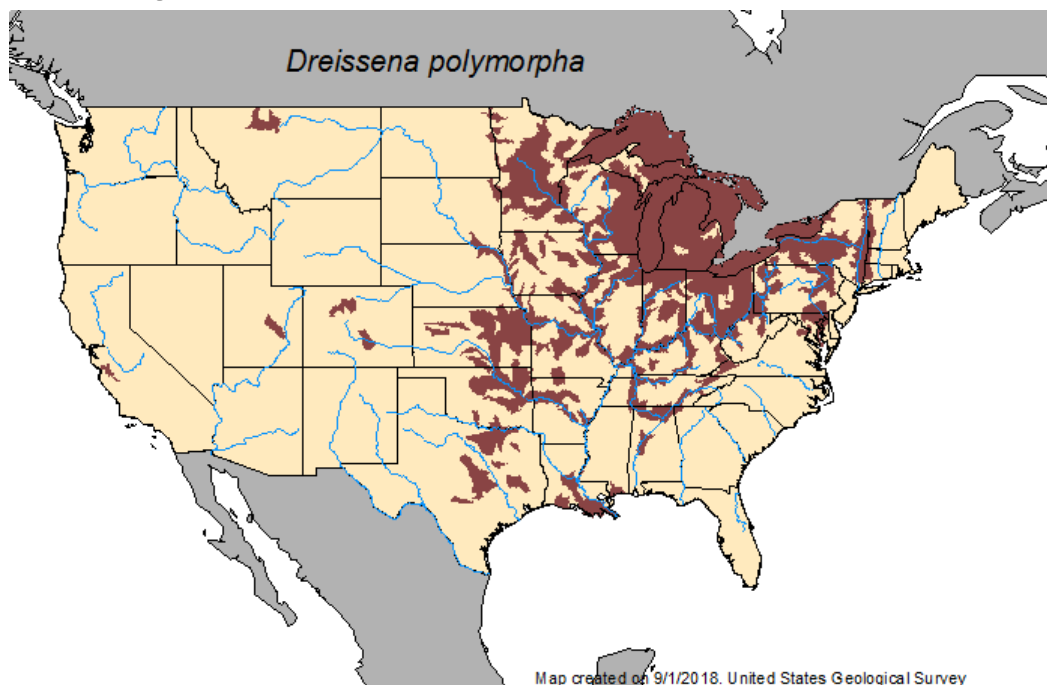 Dreissena polymorpha
Map created on 9/1/2018. United States Geological Survey